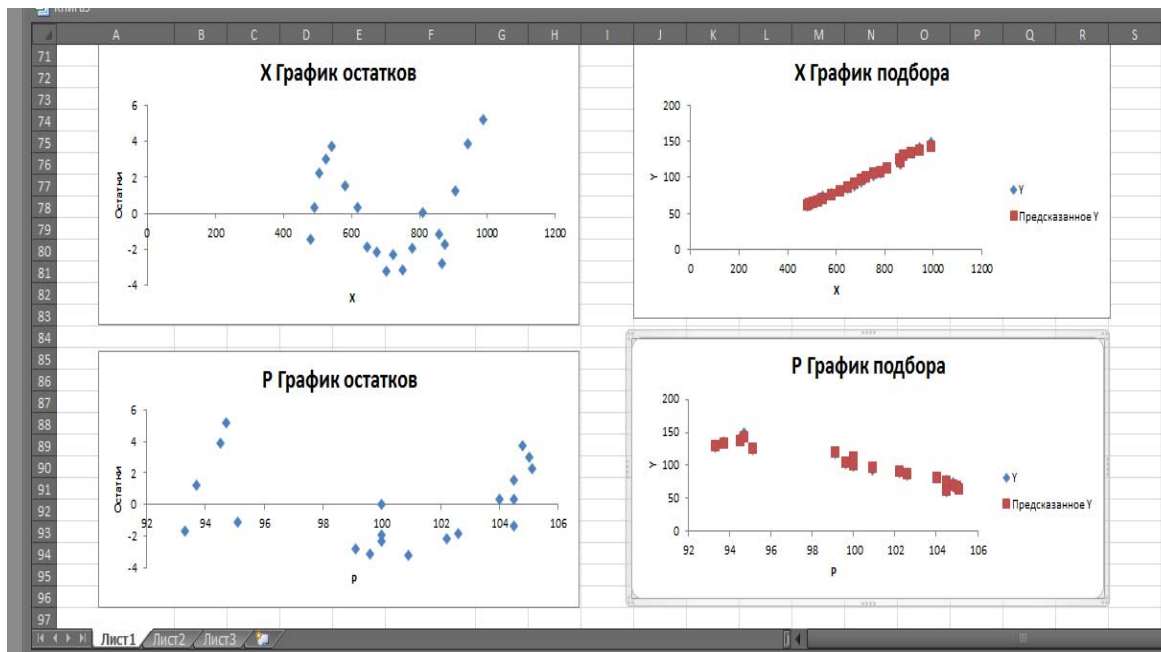 Книга3
A B C D E F G H I J K L M N O P Q R S
71
72
73
74
75
76
77
78
79
80
81
82
83
84
85
86
87
88
89
90
91
92
93
94
95
96
97
X График остатков
6
4
2
0
-2
-4
0 200 400 600 800 1000 1200
Остатки
X
X График подбора
200
150
100
50
0
0 200 400 600 800 1000 1200
Y
X
Y
Предсказанное Y
P График остатков
6
4
2
0
-2
-4
92 94 96 98 100 102 104 106
Остатки
P
P График подбора
200
150
100
50
0
92 94 96 98 100 102 104 106
Y
P
Y
Предсказанное Y
Лист1 Лист2 Лист3